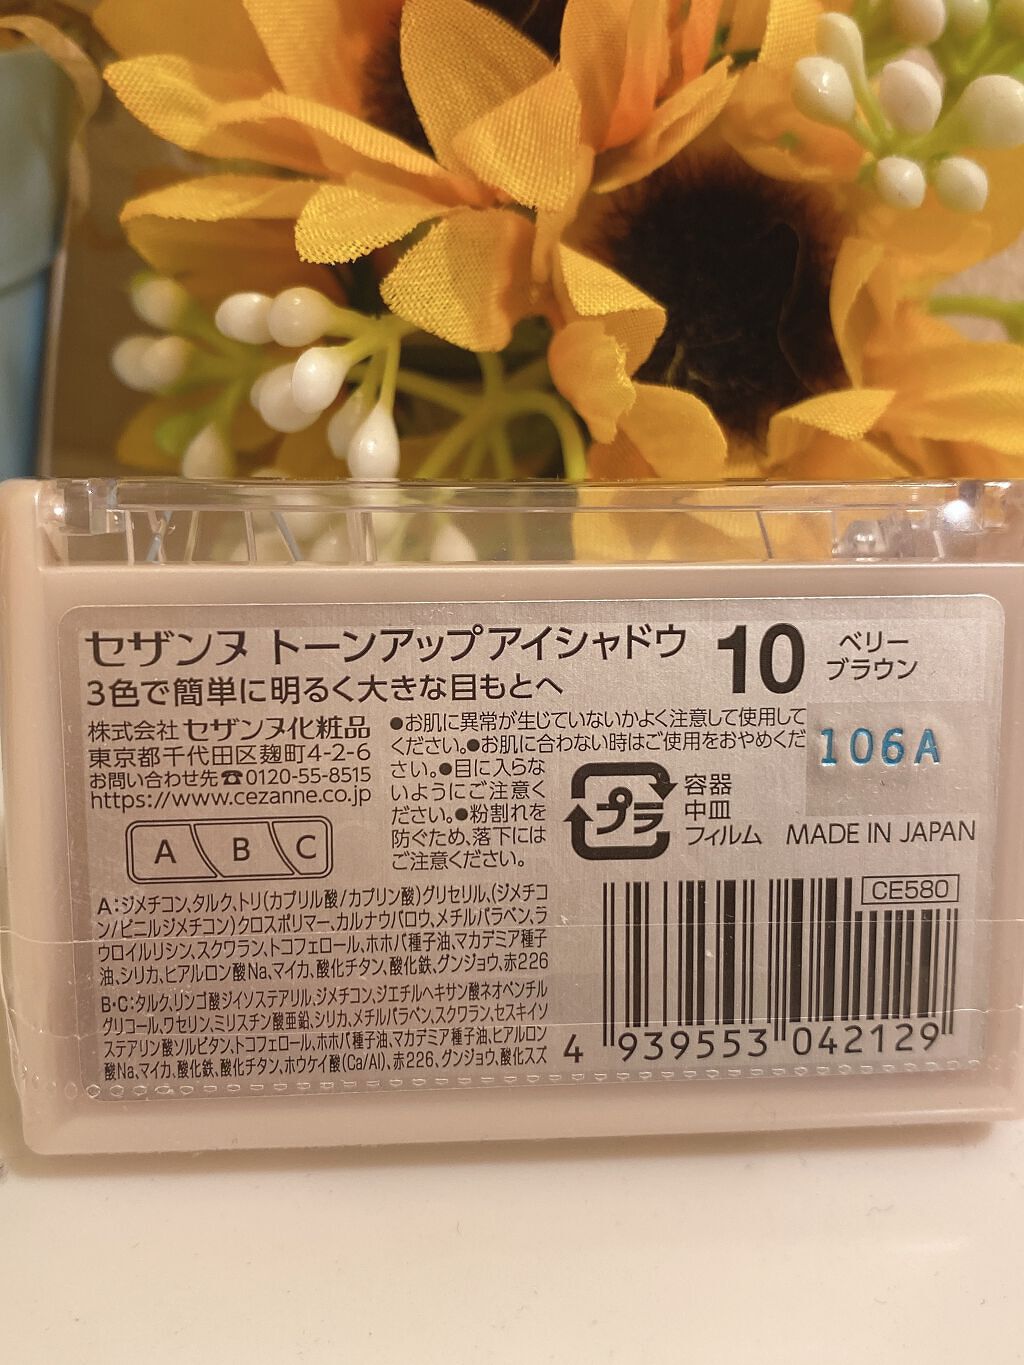 セザンヌ トーンアップアイシャドウ 10 ベリー
ブラウン
3色で簡単に明るく大きな目もとへ
株式会社 セザンヌ化粧品
東京都千代田区麹町4-2-6
お問い合わせ先☎0120-55-8515
https://www.cezanne.co.jp
●お肌に異常が生じていないかよく注意して使用して
ください。●お肌に合わない時はご使用をおやめくだ
さい。●目に入らな
いようにご注意く
ださい。●粉割れを
防ぐため、落下には
ご注意ください。
プラ
容器
中皿
フィルム
106A
MADE IN JAPAN
A B C
A:ジメチコン、タルク、トリ(カプリル酸/カプリン酸)グリセリル、(ジメチコ
ン/ビニルジメチコン)クロスポリマー、カルナウバロウ、メチルパラベン、ラ
ウロイルリシン、スクワラン、トコフェロール、ホホバ種子油、マカデミア種子
油、シリカ、ヒアルロン酸Na、マイカ、酸化チタン、酸化鉄、グンジョウ、赤226
B・C:タルク、リンゴ酸ジイソステアリル、ジメチコン、ジエチルヘキサン酸ネオペンチル
グリコール、ワセリン、ミリスチン酸亜鉛、シリカ、メチルパラベン、スクワラン、セスキイソ
ステアリン酸ソルビタン、トコフェロール、ホホバ種子油、マカデミア種子油、ヒアルロン
酸Na、マイカ、酸化鉄、酸化チタン、ホウケイ酸(Ca/Al)、赤226、グンジョウ、酸化スズ
CE580
4 939553 042129